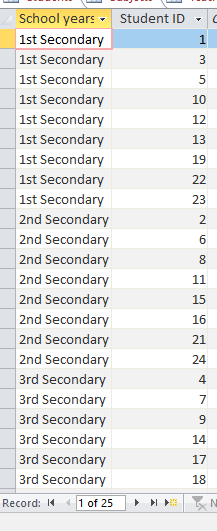 School years Student ID
1st Secondary 1
1st Secondary 3
1st Secondary 5
1st Secondary 10
1st Secondary 12
1st Secondary 13
1st Secondary 19
1st Secondary 22
1st Secondary 23
2nd Secondary 2
2nd Secondary 6
2nd Secondary 8
2nd Secondary 11
2nd Secondary 15
2nd Secondary 16
2nd Secondary 21
2nd Secondary 24
3rd Secondary 4
3rd Secondary 7
3rd Secondary 9
3rd Secondary 14
3rd Secondary 17
3rd Secondary 18
Record: 1 of 25